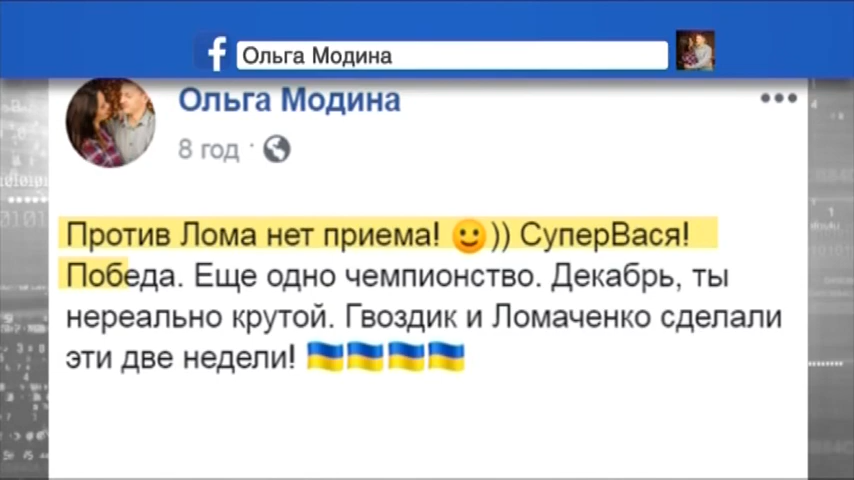 Ольга Модина
Ольга Модина
8 год ·
Против Лома нет приема! 🙂)) СуперВася!
Победа. Еще одно чемпионство. Декабрь, ты
нереально крутой. Гвоздик и Ломаченко сделали
эти две недели! 🇺🇦🇺🇦🇺🇦🇺🇦